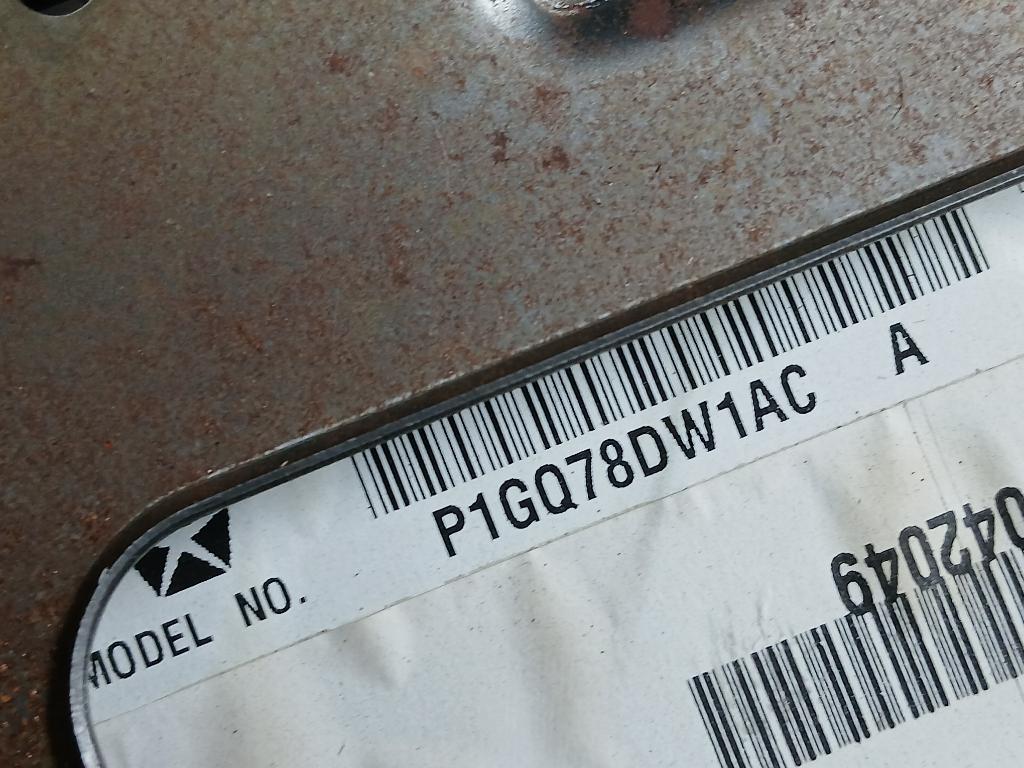 P1GQ78DW1AC A
MODEL NO.
042049